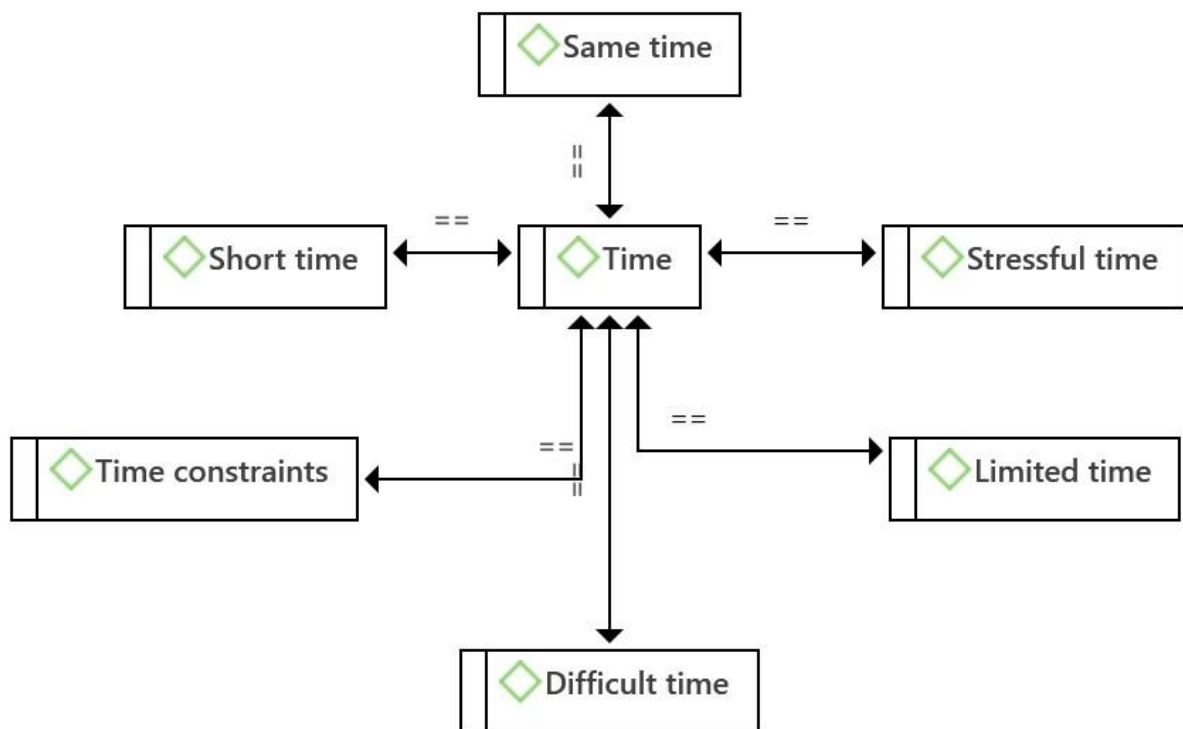 Same time
==
==
==
Short time
Time
Stressful time
==
==
==
Time constraints
Limited time
Difficult time